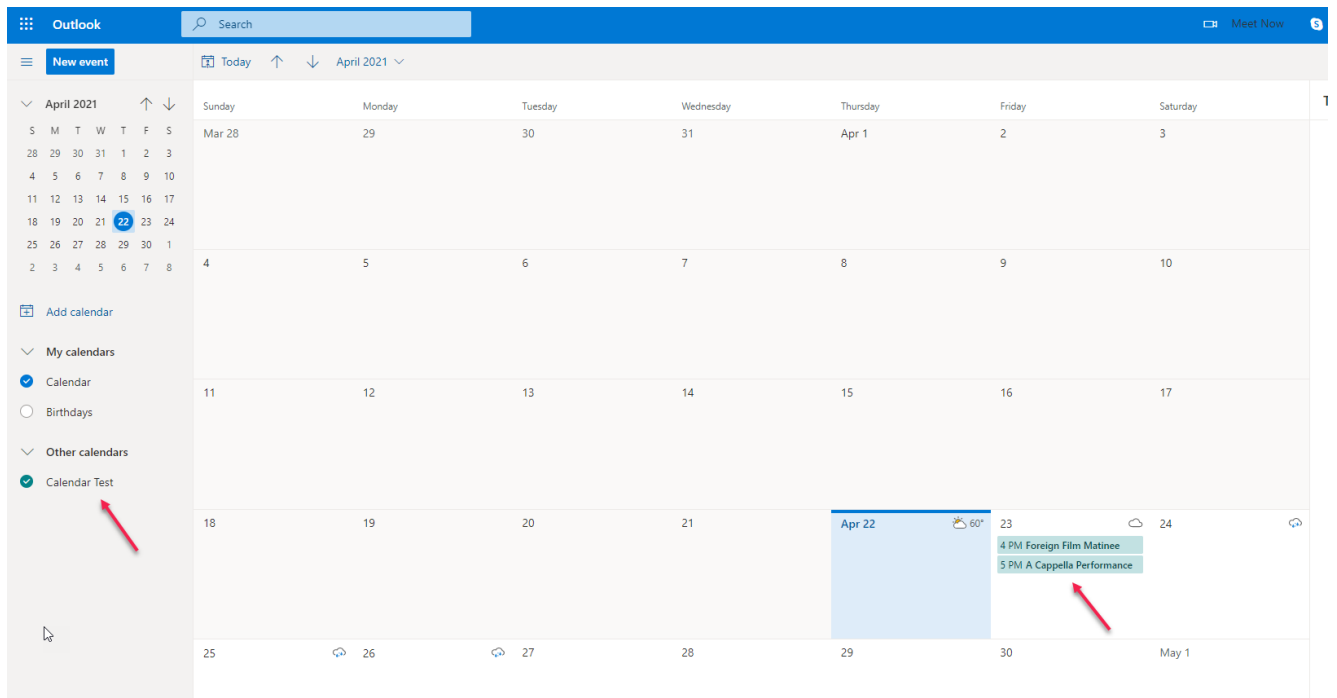 Outlook
Search
Meet Now
S
New event
Today
April 2021
April 2021
S M T W T F S
28 29 30 31 1 2 3
4 5 6 7 8 9 10
11 12 13 14 15 16 17
18 19 20 21 22 23 24
25 26 27 28 29 30 1
2 3 4 5 6 7 8
Add calendar
My calendars
Calendar
Birthdays
Other calendars
Calendar Test
Sunday Monday Tuesday Wednesday Thursday Friday Saturday
Mar 28 29 30 31 Apr 1 2 3
4 5 6 7 8 9 10
11 12 13 14 15 16 17
18 19 20 21 Apr 22 60° 23 24
4 PM Foreign Film Matinee
5 PM A Cappella Performance
25 26 27 28 29 30 May 1